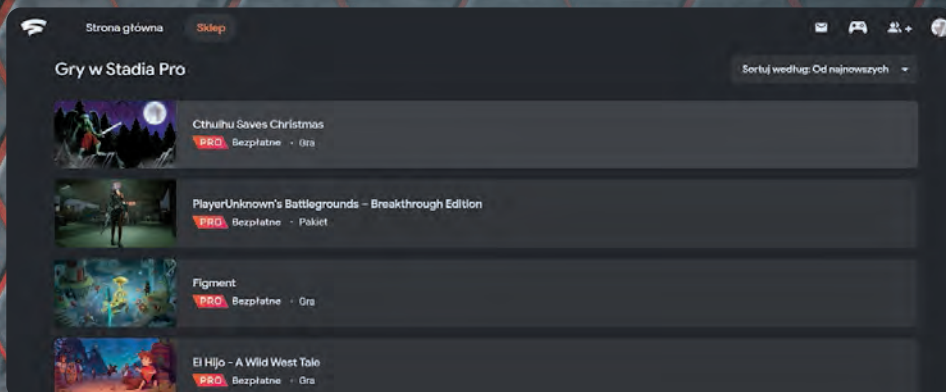 Strona główna
Sklep
Gry w Stadia Pro
Sortuj według: Od najnowszych
Cthulhu Saves Christmas
PRO Bezpłatne · Gra
PlayerUnknown's Battlegrounds – Breakthrough Edition
PRO Bezpłatne · Pakiet
Figment
PRO Bezpłatne · Gra
El Hijo - A Wild West Tale
PRO Bezpłatne · Gra